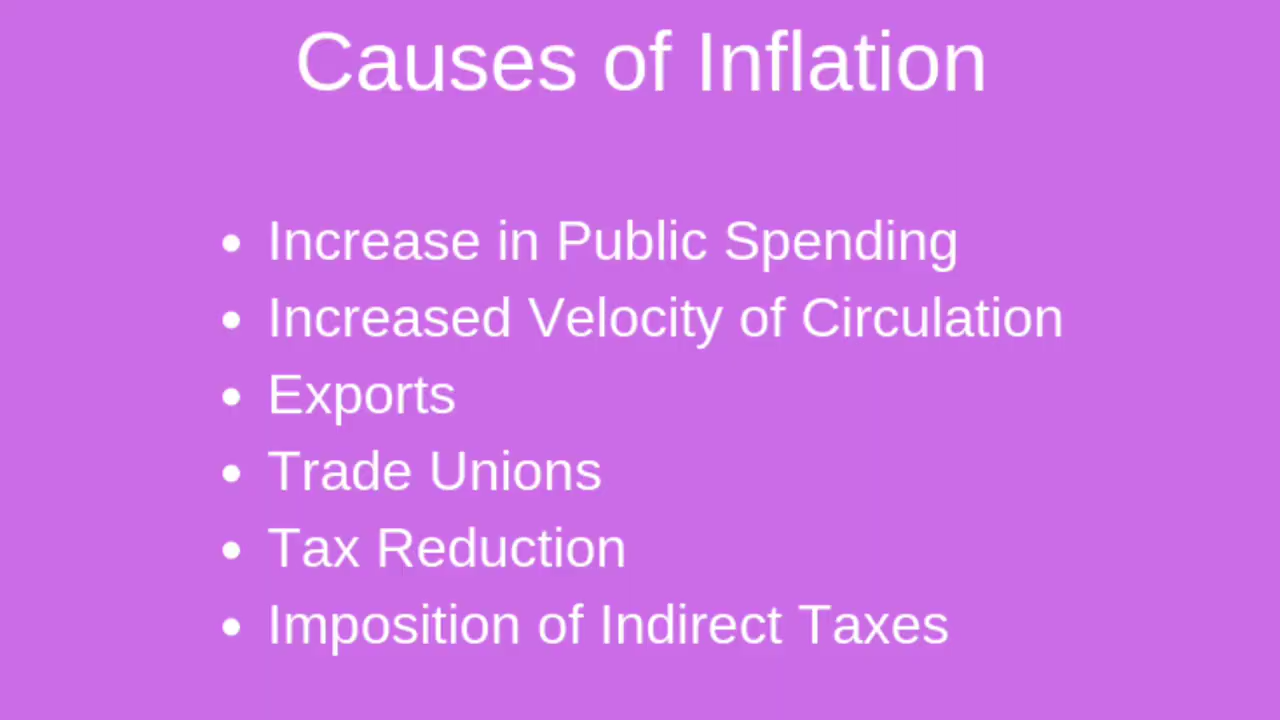 Causes of Inflation
• Increase in Public Spending
• Increased Velocity of Circulation
• Exports
• Trade Unions
• Tax Reduction
• Imposition of Indirect Taxes